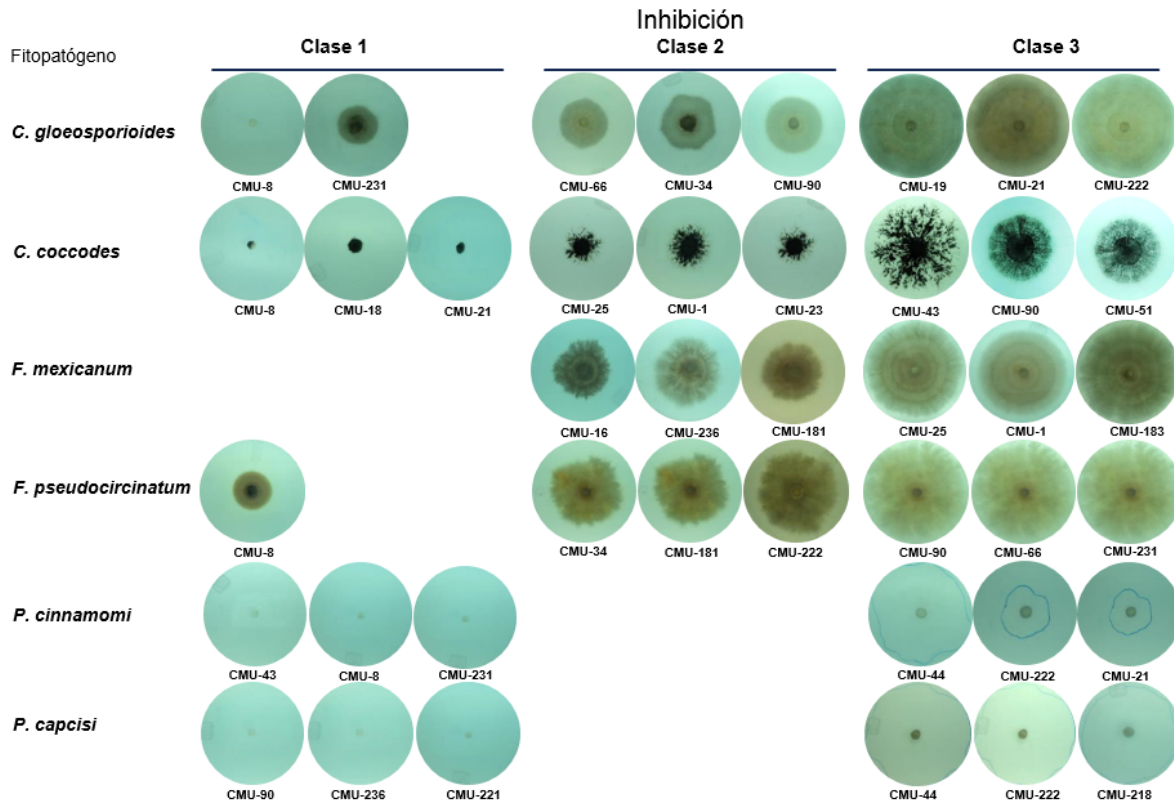 Inhibición
Fitopatógeno
Clase 1
Clase 2
Clase 3
C. gloeosporioides
CMU-8
CMU-231
CMU-66
CMU-34
CMU-90
CMU-19
CMU-21
CMU-222
C. coccodes
CMU-8
CMU-18
CMU-21
CMU-25
CMU-1
CMU-23
CMU-43
CMU-90
CMU-51
F. mexicanum
CMU-16
CMU-236
CMU-181
CMU-25
CMU-1
CMU-183
F. pseudocircinatum
CMU-8
CMU-34
CMU-181
CMU-222
CMU-90
CMU-66
CMU-231
P. cinnamomi
CMU-43
CMU-8
CMU-231
CMU-44
CMU-222
CMU-21
P. capcisi
CMU-90
CMU-236
CMU-221
CMU-44
CMU-222
CMU-218